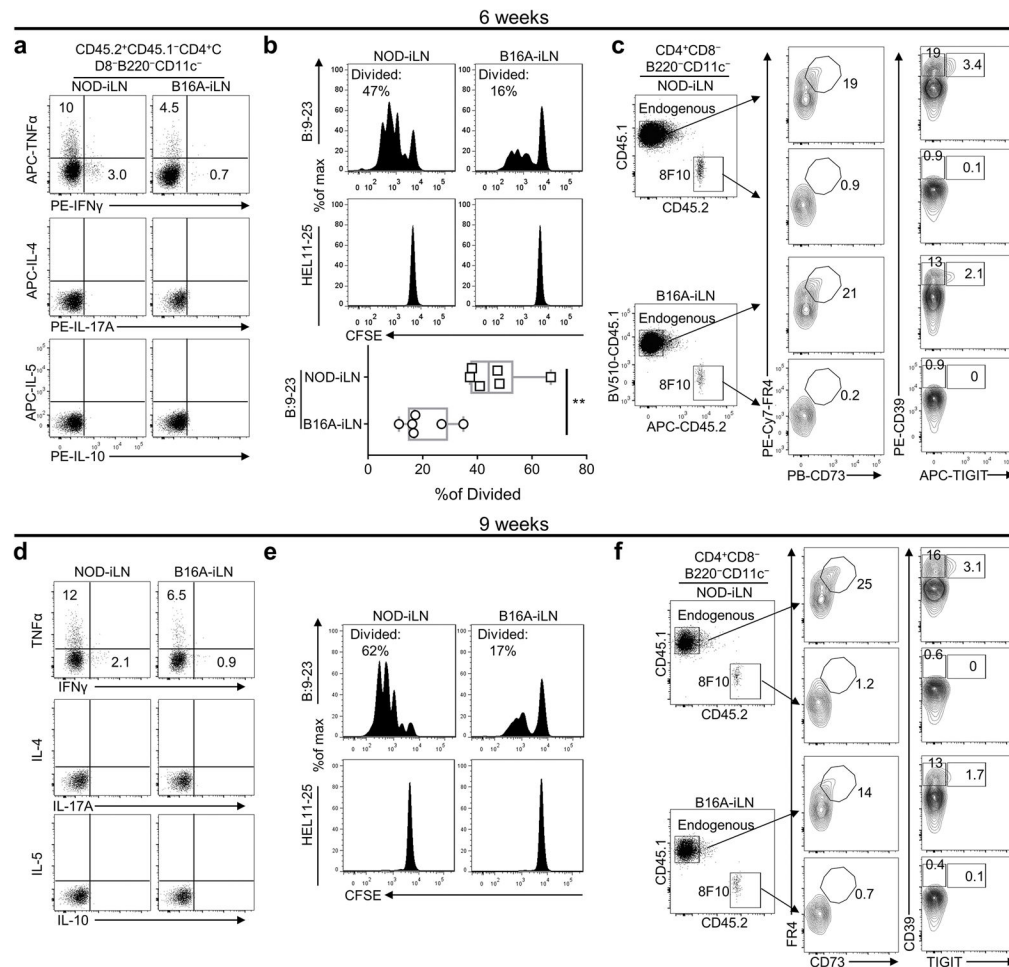 6 weeks
a
CD45.2⁺CD45.1⁻CD4⁺C
D8⁻B220⁻CD11c⁻
NOD-iLN B16A-iLN
10 4.5
3.0 0.7
APC-TNFα
PE-IFNγ
APC-IL-4
PE-IL-17A
APC-IL-5
PE-IL-10
b
NOD-iLN B16A-iLN
Divided: Divided:
47% 16%
B:9-23
%of max
HEL11-25
CFSE
B:9-23
NOD-iLN
B16A-iLN
**
0 20 40 60 80
%of Divided
c
CD4⁺CD8⁻
B220⁻CD11c⁻
NOD-iLN
Endogenous
8F10
CD45.1
CD45.2
B16A-iLN
Endogenous
8F10
BV510-CD45.1
APC-CD45.2
19
0.9
21
0.2
PE-Cy7-FR4
PB-CD73
19 3.4
0.9 0.1
13 2.1
0.9 0
PE-CD39
APC-TIGIT
9 weeks
d
NOD-iLN B16A-iLN
12 6.5
2.1 0.9
TNFα
IFNγ
IL-4
IL-17A
IL-5
IL-10
e
NOD-iLN B16A-iLN
Divided: Divided:
62% 17%
B:9-23
%of max
HEL11-25
CFSE
f
CD4⁺CD8⁻
B220⁻CD11c⁻
NOD-iLN
Endogenous
8F10
CD45.1
CD45.2
B16A-iLN
Endogenous
8F10
CD45.1
CD45.2
25
1.2
14
0.7
FR4
CD73
16 3.1
0.6 0
13 1.7
0.4 0.1
CD39
TIGIT